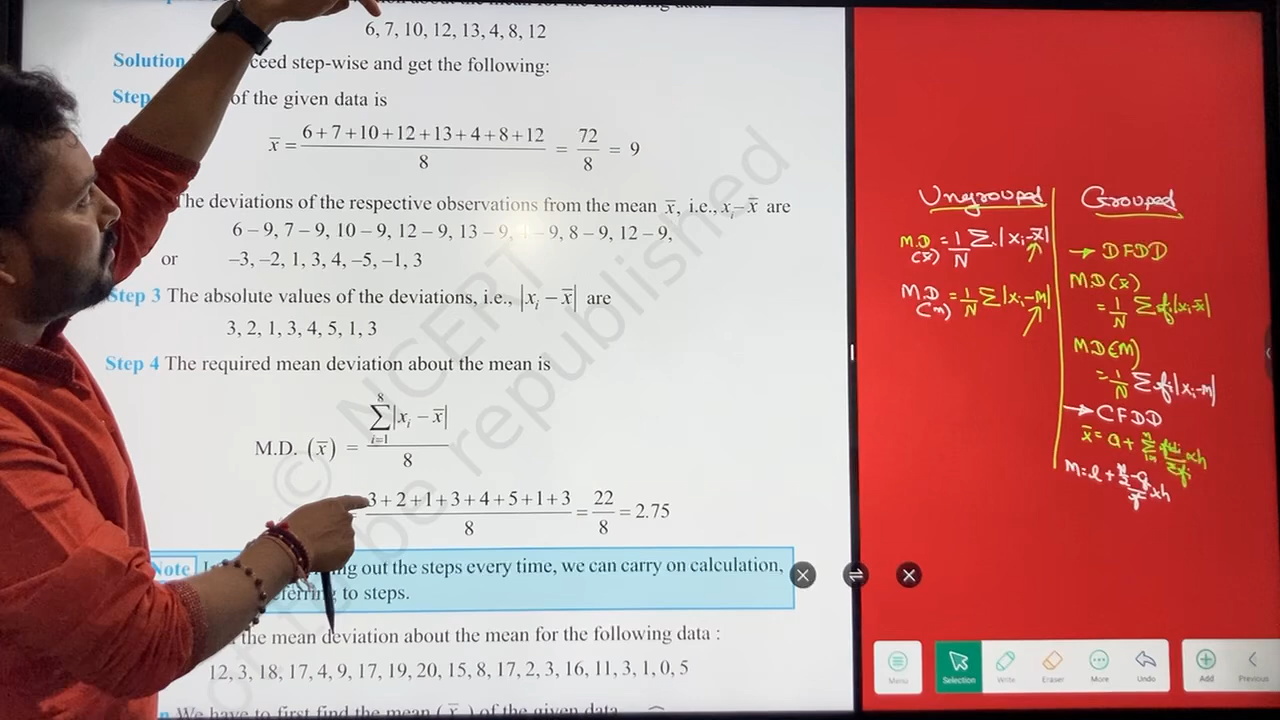 6, 7, 10, 12, 13, 4, 8, 12
Solution ceed step-wise and get the following:
Step of the given data is
x̅ = (6+7+10+12+13+4+8+12)/8 = 72/8 = 9
The deviations of the respective observations from the mean x̅, i.e., x – x̅ are
6 – 9, 7 – 9, 10 – 9, 12 – 9, 13 – 9, – 9, 8 – 9, 12 – 9,
or –3, –2, 1, 3, 4, –5, –1, 3
Step 3 The absolute values of the deviations, i.e., |xᵢ – x̅| are
3, 2, 1, 3, 4, 5, 1, 3
Step 4 The required mean deviation about the mean is
M.D. (x̅) = ∑ᵢ₌₁⁸ |xᵢ – x̅| / 8
(3+2+1+3+4+5+1+3)/8 = 22/8 = 2.75
Note out the steps every time, we can carry on calculation,
to steps.
the mean deviation about the mean for the following data :
12, 3, 18, 17, 4, 9, 17, 19, 20, 15, 8, 17, 2, 3, 16, 11, 3, 1, 0, 5
We have to first find the mean ( x̅ ) of the given data
© NCERT
be republished
Ungrouped
M.D (x̅) = 1/N ∑ |xᵢ-x̅|
M.D (m) = 1/N ∑ |xᵢ-m|
Grouped
→ DFDD
MD(x̅)
= 1/N ∑ fᵢ|xᵢ-x̅|
MD(M)
= 1/N ∑ fᵢ|xᵢ-m|
→ CFDD
Menu
Selection
Write
Eraser
More
Undo
Add
Previous